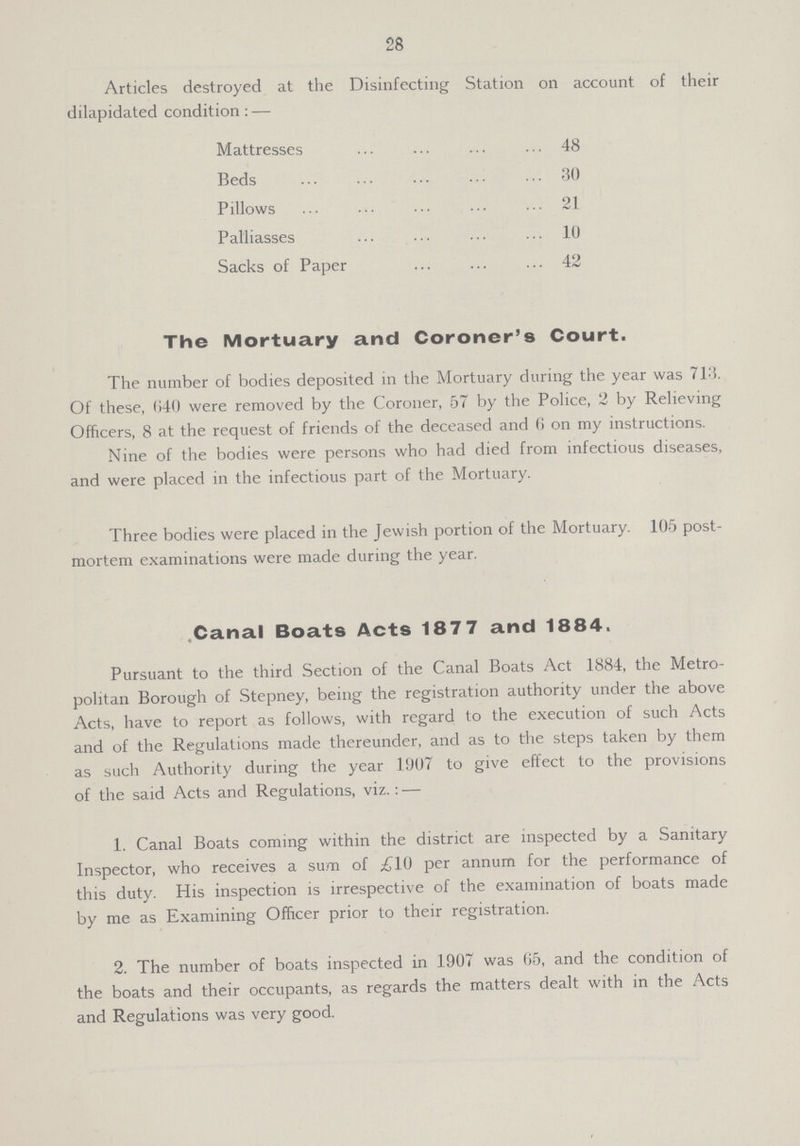 28
Articles destroyed at the Disinfecting Station on account of their
dilapidated condition : —
Mattresses ... ... ... ... 48
Beds ... ... ... ... ... 30
Pillows ... ... ... ... ... 21
Palliasses ... ... ... ... 10
Sacks of Paper ... ... ... 42
The Mortuary and Coroner's Court.
The number of bodies deposited in the Mortuary during the year was 713.
Of these, 640 were removed by the Coroner, 57 by the Police, 2 by Relieving
Officers, 8 at the request of friends of the deceased and 6 on my instructions.
Nine of the bodies were persons who had died from infectious diseases,
and were placed in the infectious part of the Mortuary.
Three bodies were placed in the Jewish portion of the Mortuary. 105 post-
mortem examinations were made during the year.
Canal Boats Acts 1877 and 1884.
Pursuant to the third Section of the Canal Boats Act 1884, the Metro-
politan Borough of Stepney, being the registration authority under the above
Acts, have to report as follows, with regard to the execution of such Acts
and of the Regulations made thereunder, and as to the steps taken by them
as such Authority during the year 1907 to give effect to the provisions
of the said Acts and Regulations, viz. : —
1. Canal Boats coming within the district are inspected by a Sanitary
Inspector, who receives a sum of £10 per annum for the performance of
this duty. His inspection is irrespective of the examination of boats made
by me as Examining Officer prior to their registration.
2. The number of boats inspected in 1907 was 65, and the condition of
the boats and their occupants, as regards the matters dealt with in the Acts
and Regulations was very good.